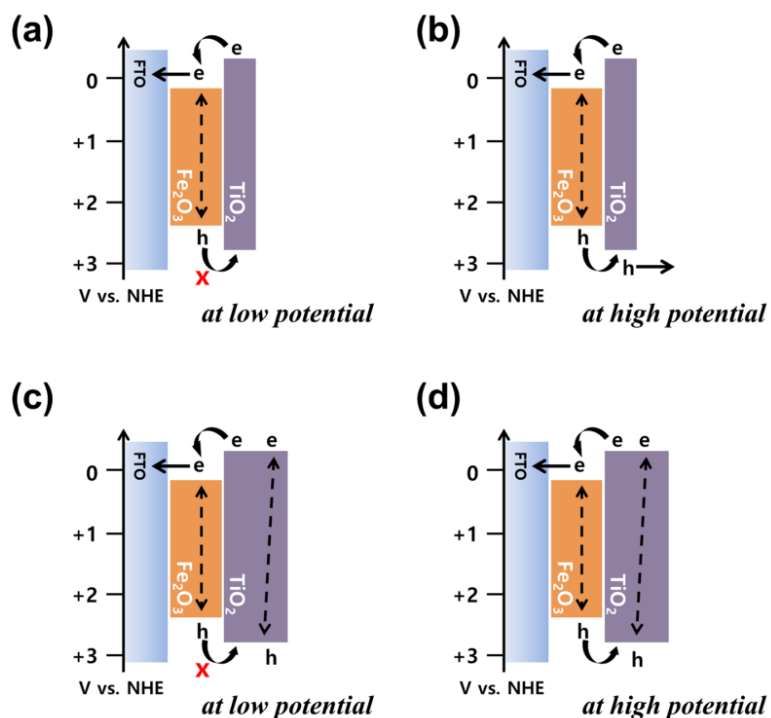 (a)
e
e
FTO
0
+1
+2
+3
Fe2O3
TiO2
h
X
V vs. NHE
at low potential
(b)
e
e
FTO
0
+1
+2
+3
Fe2O3
TiO2
h
h
V vs. NHE
at high potential
(c)
e e
e
FTO
0
+1
+2
+3
Fe2O3
TiO2
h
h
X
V vs. NHE
at low potential
(d)
e e
e
FTO
0
+1
+2
+3
Fe2O3
TiO2
h
h
V vs. NHE
at high potential